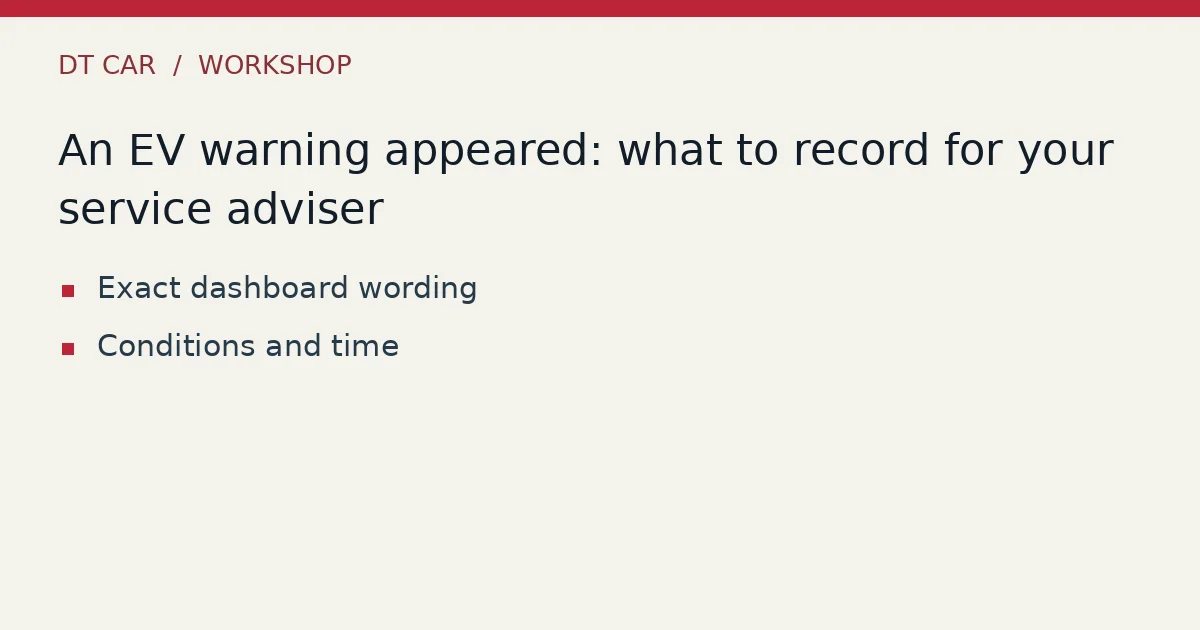 DT CAR / WORKSHOP
An EV warning appeared: what to record for your
service adviser
Exact dashboard wording
Conditions and time